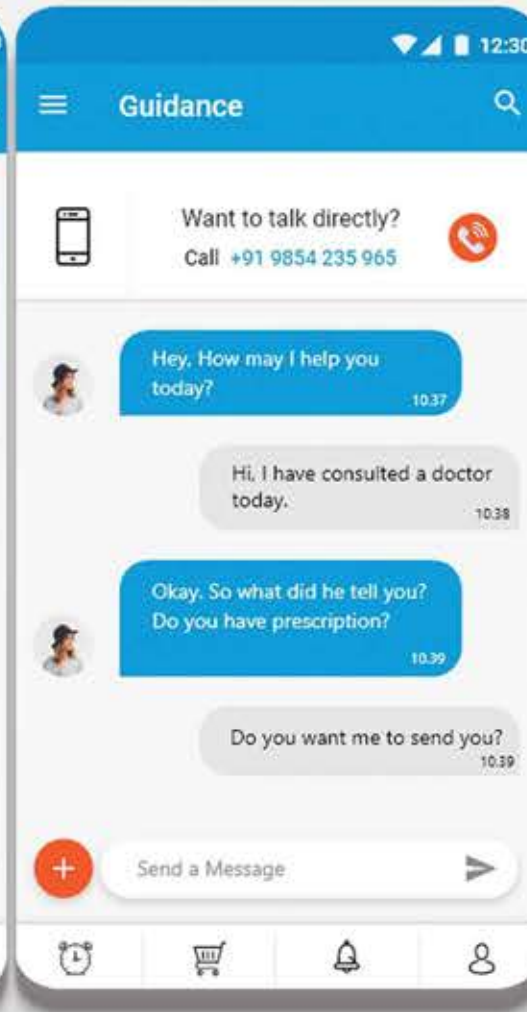 12:30
Guidance
Want to talk directly?
Call +91 9854 235 965
Hey, How may I help you
today?
10.37
Hi, I have consulted a doctor
today.
10.38
Okay. So what did he tell you?
Do you have prescription?
10.39
Do you want me to send you?
10.39
Send a Message